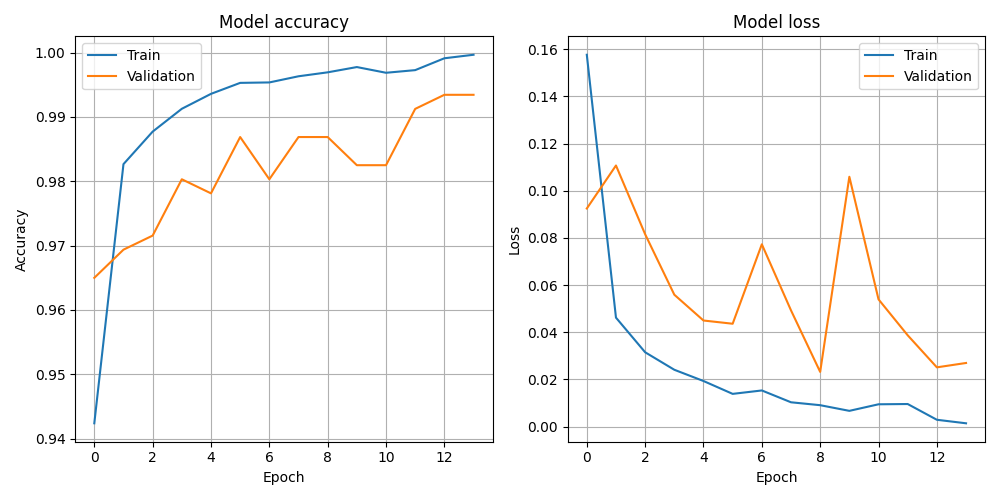 Model accuracy
Train
Validation
1.00
0.99
0.98
0.97
0.96
0.95
0.94
Accuracy
0 2 4 6 8 10 12
Epoch
Model loss
Train
Validation
0.16
0.14
0.12
0.10
0.08
0.06
0.04
0.02
0.00
Loss
0 2 4 6 8 10 12
Epoch